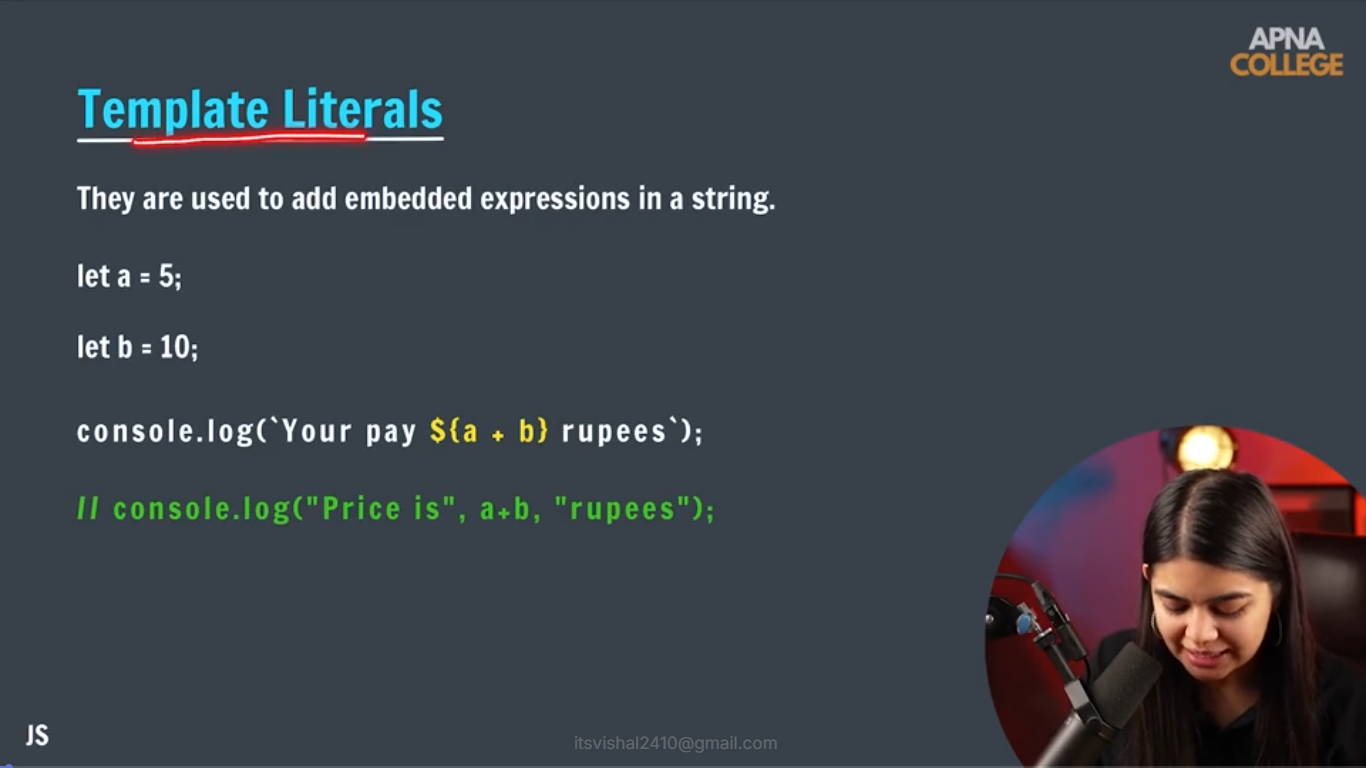 APNA
COLLEGE
Template Literals
They are used to add embedded expressions in a string.
let a = 5;
let b = 10;
console.log(`Your pay ${a + b} rupees`);
// console.log("Price is", a+b, "rupees");
JS
itsvishal2410@gmail.com